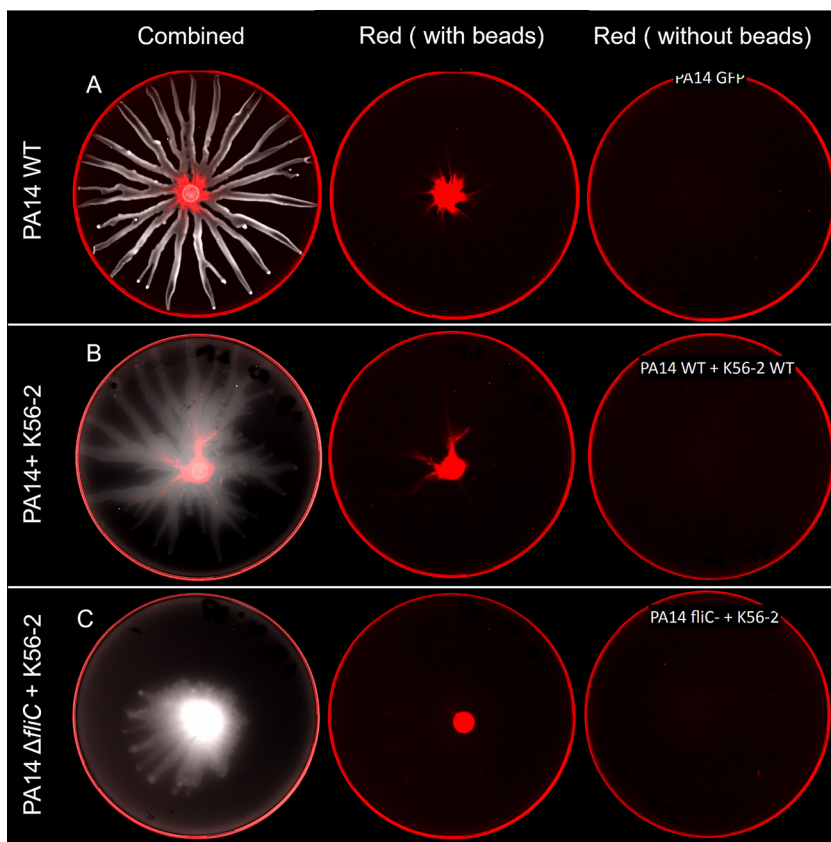 Combined Red ( with beads) Red ( without beads)
A
PA14 WT
PA14 GFP
B
PA14+ K56-2
PA14 WT + K56-2 WT
C
PA14 ΔfliC + K56-2
PA14 fliC- + K56-2